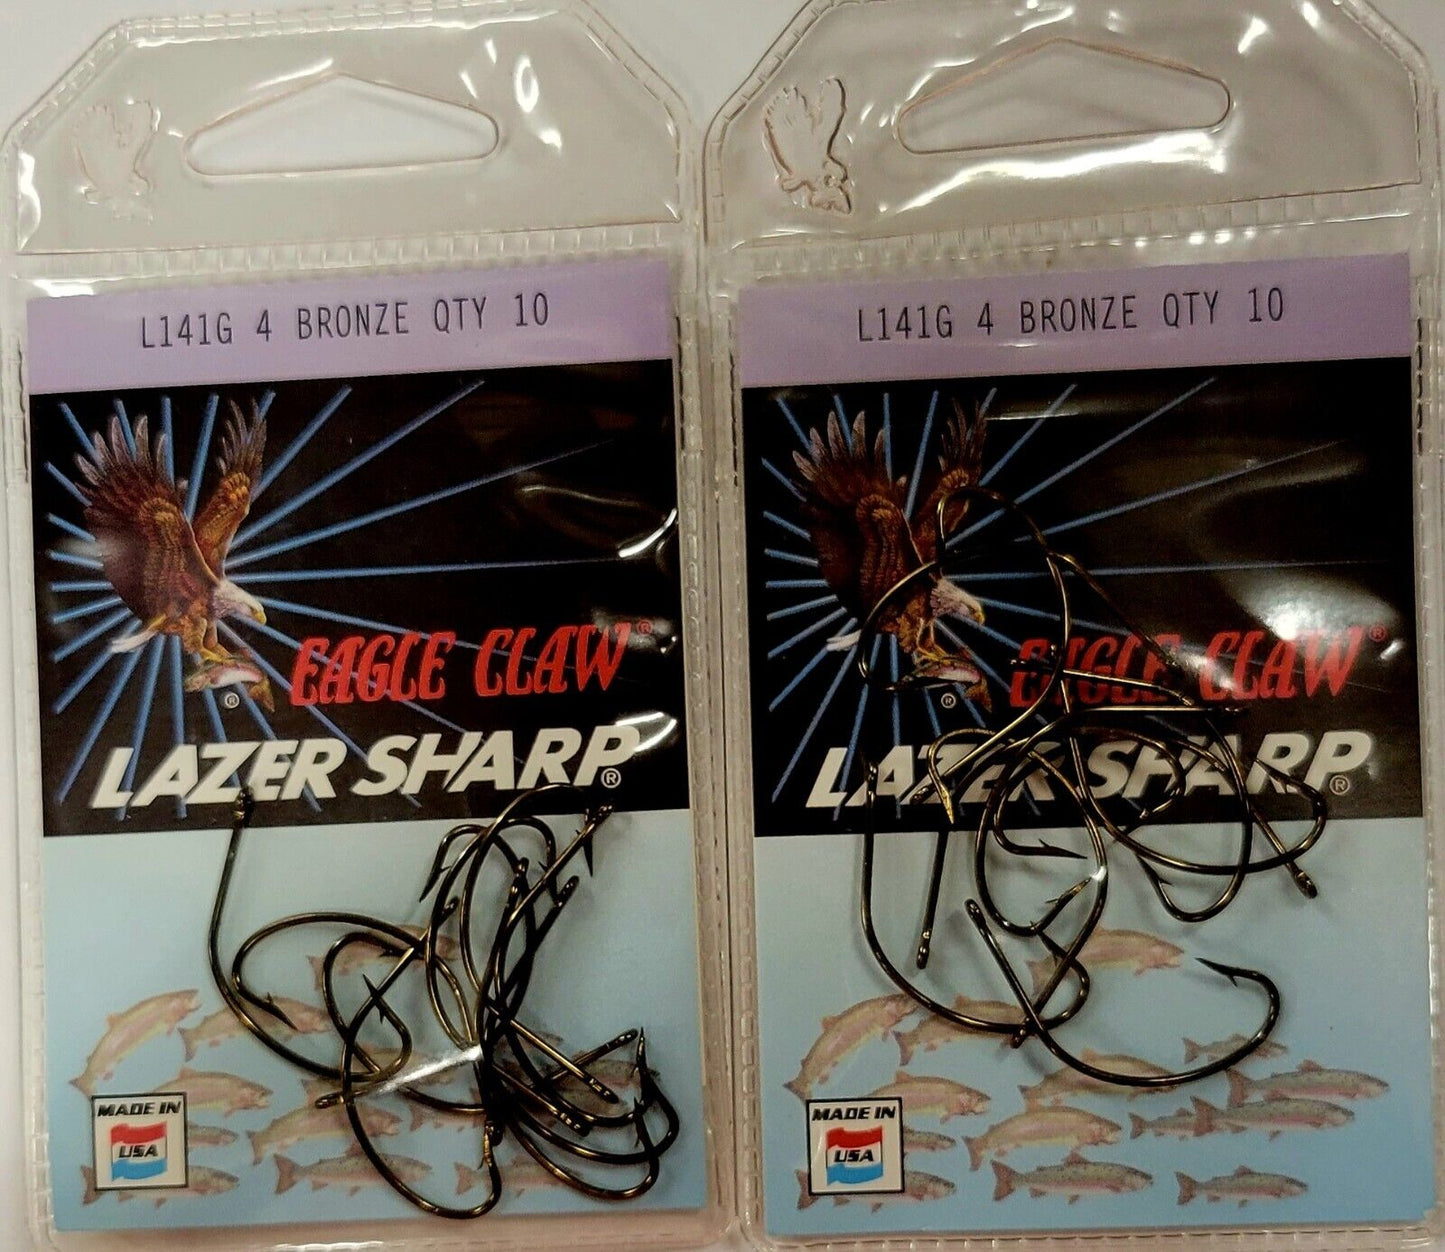 L141G 4 BRONZE QTY 10
EAGLE CLAW®
®
LAZER SHARP®
MADE IN
USA
L141G 4 BRONZE QTY 10
EAGLE CLAW®
®
LAZER SHARP®
MADE IN
USA